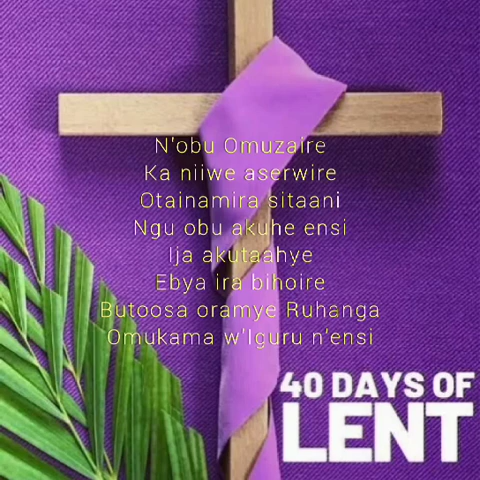 N'obu Omuzaire
Ka niiwe aserwire
Otainamira sitaani
Ngu obu akuhe ensi
Ija akutaahye
Ebya ira bihoire
Butoosa oramye Ruhanga
Omukama w'Iguru n'ensi
40 DAYS OF
LENT